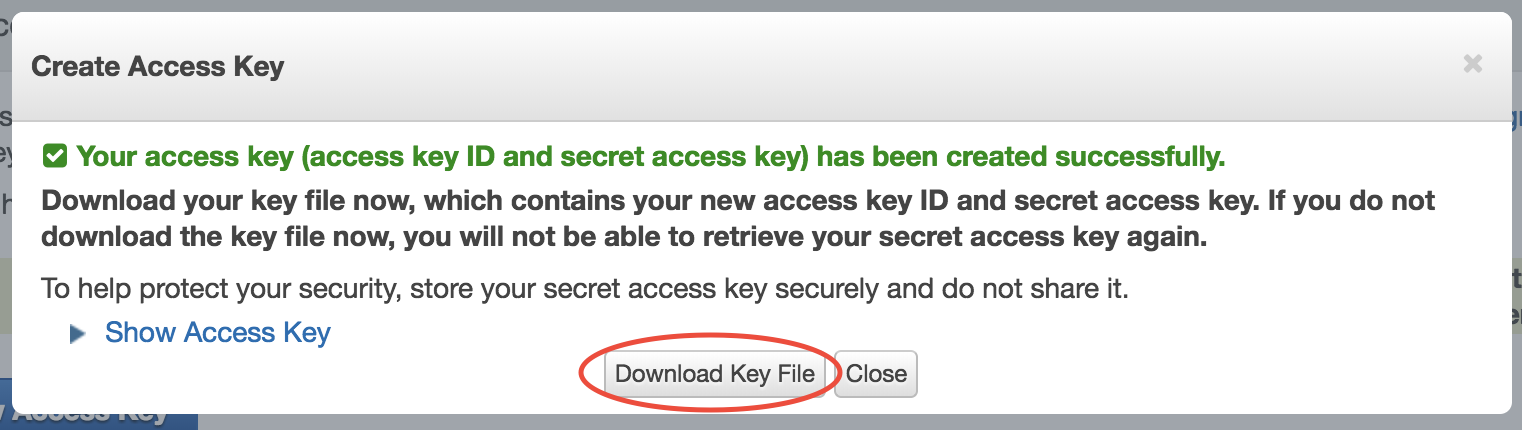 Create Access Key
Your access key (access key ID and secret access key) has been created successfully.
Download your key file now, which contains your new access key ID and secret access key. If you do not
download the key file now, you will not be able to retrieve your secret access key again.
To help protect your security, store your secret access key securely and do not share it.
Show Access Key
Download Key File Close
Access Key